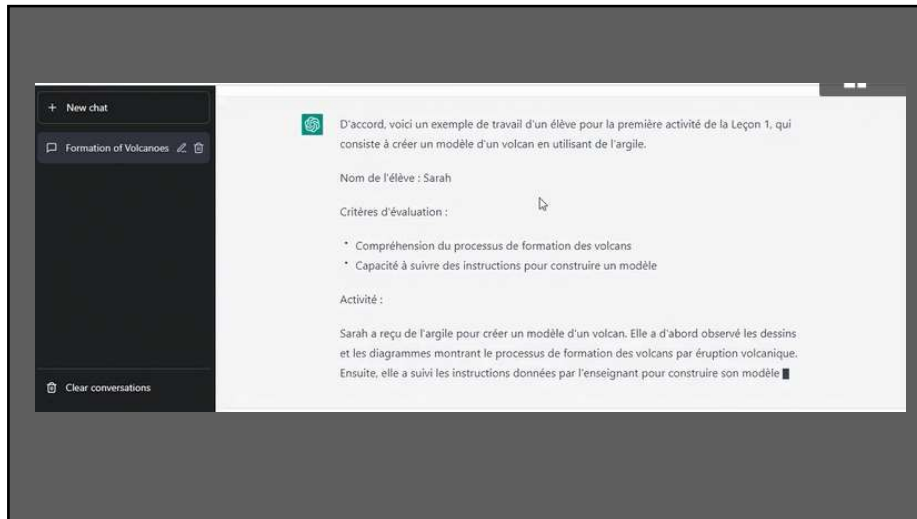 + New chat
Formation of Volcanoes
Clear conversations
D'accord, voici un exemple de travail d'un élève pour la première activité de la Leçon 1, qui
consiste à créer un modèle d'un volcan en utilisant de l'argile.
Nom de l'élève : Sarah
Critères d'évaluation :
• Compréhension du processus de formation des volcans
• Capacité à suivre des instructions pour construire un modèle
Activité :
Sarah a reçu de l'argile pour créer un modèle d'un volcan. Elle a d'abord observé les dessins
et les diagrammes montrant le processus de formation des volcans par éruption volcanique.
Ensuite, elle a suivi les instructions données par l'enseignant pour construire son modèle